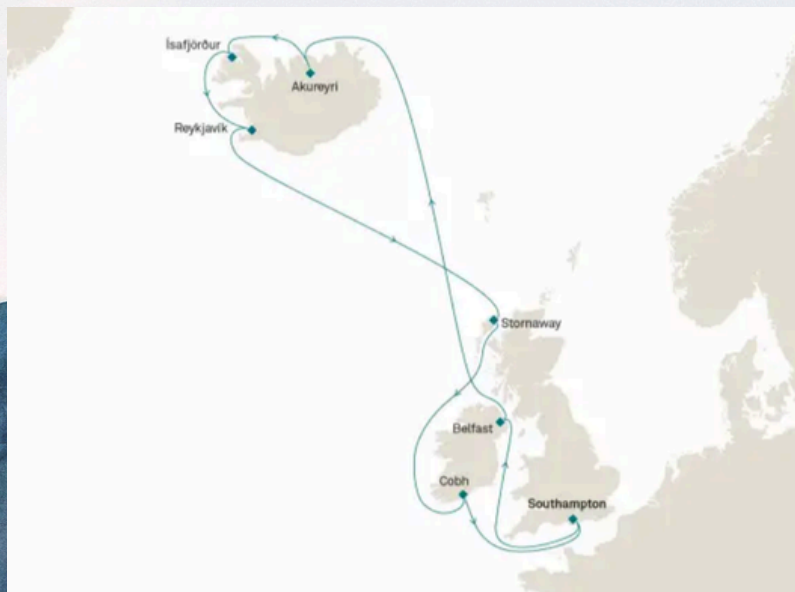 Ísafjörður
Akureyri
Reykjavík
Stornaway
Belfast
Cobh
Southampton